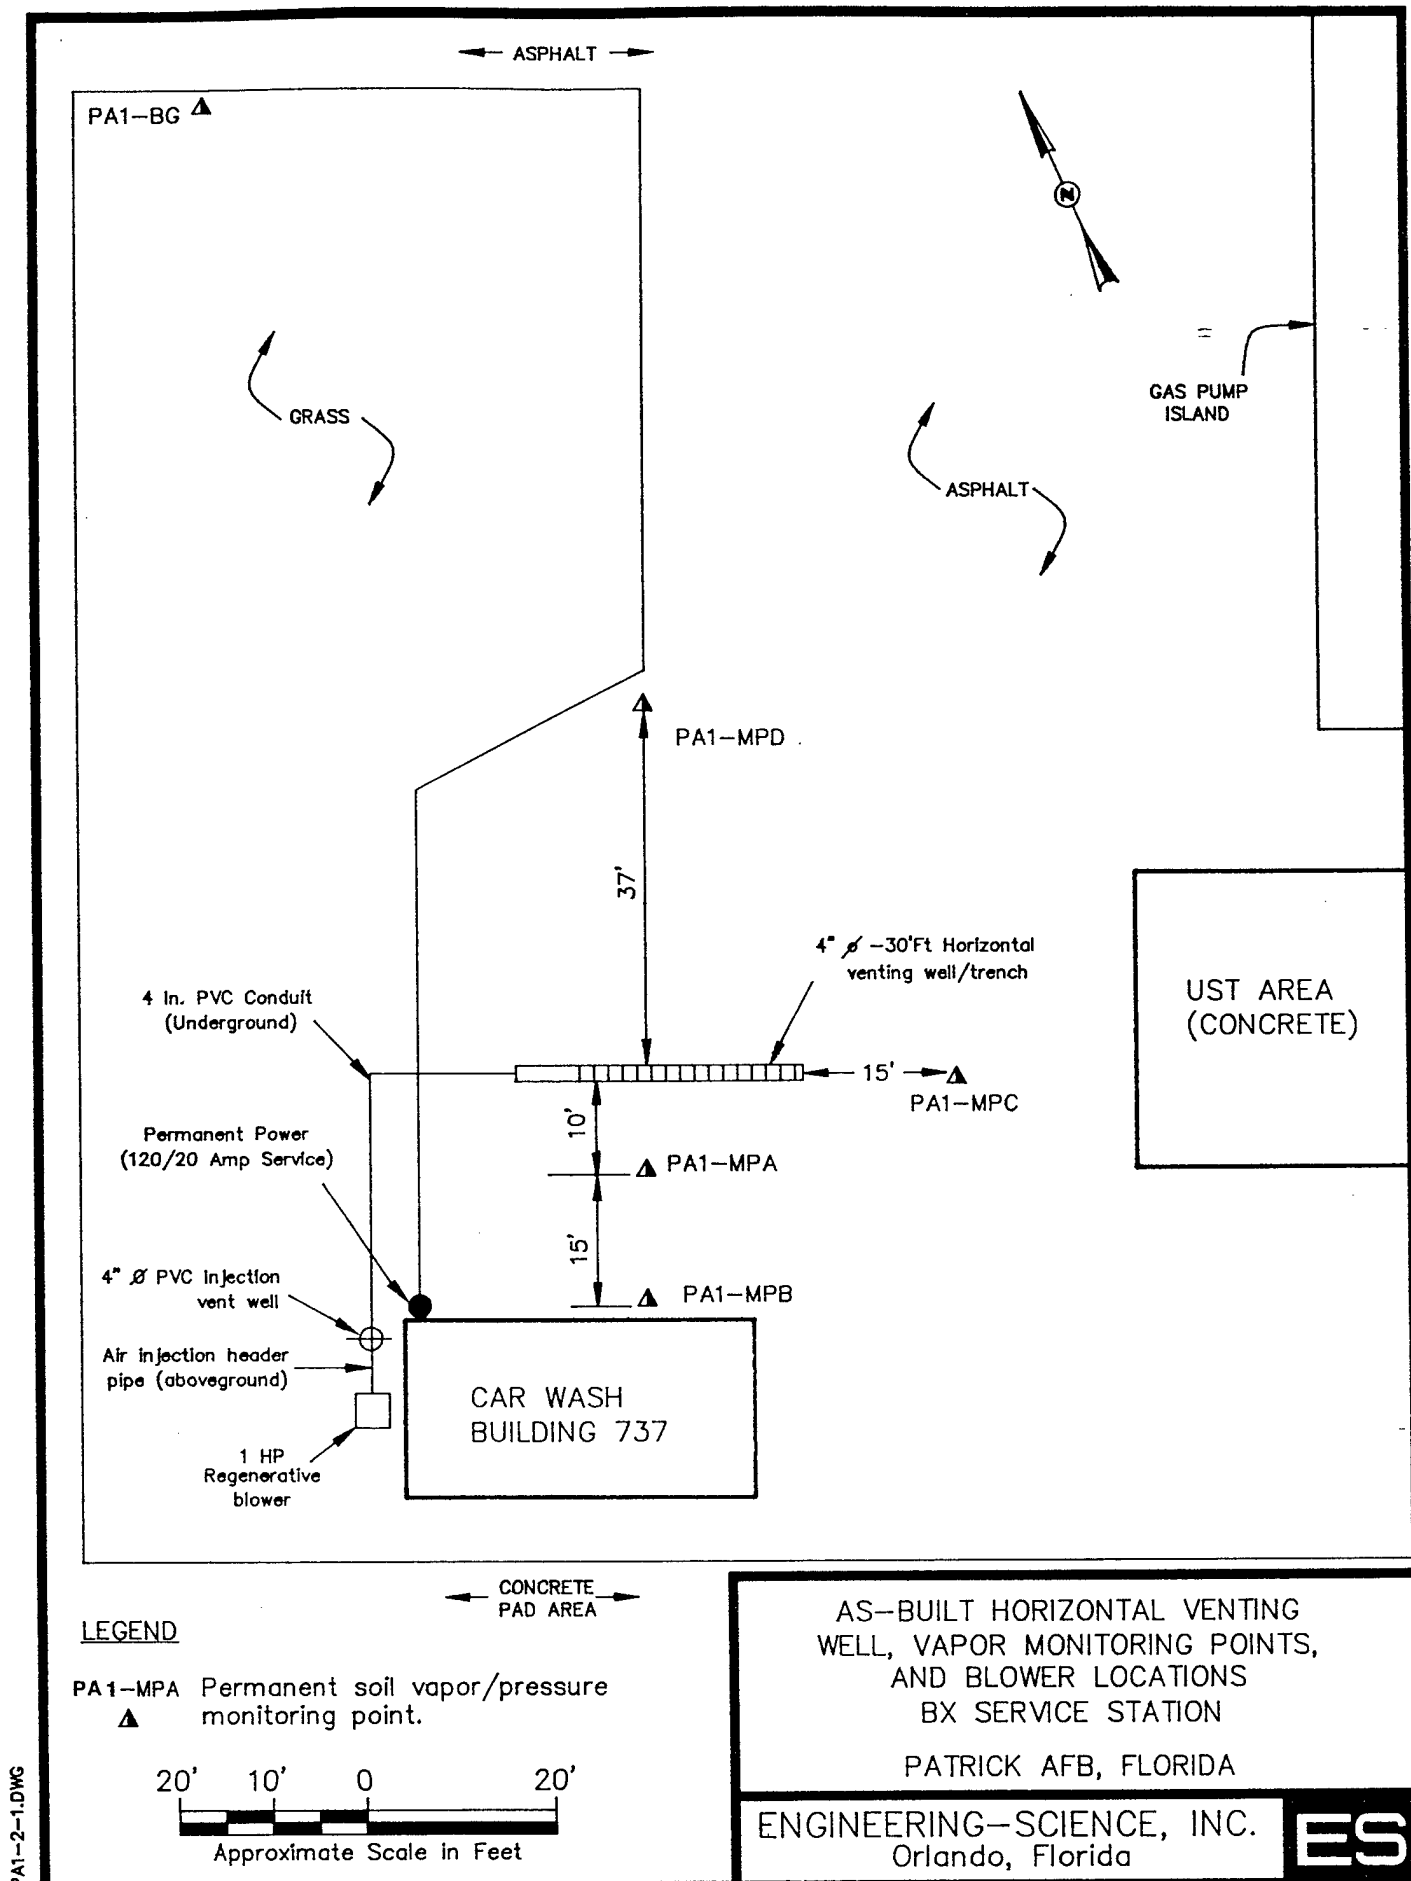 ASPHALT
PA1-BG
N
GRASS
GAS PUMP
ISLAND
ASPHALT
PA1-MPD
37'
4" ø -30'Ft Horizontal
venting well/trench
UST AREA
(CONCRETE)
4 In. PVC Conduit
(Underground)
15'
PA1-MPC
10'
Permanent Power
(120/20 Amp Service)
PA1-MPA
15'
4" Ø PVC injection
vent well
PA1-MPB
Air injection header
pipe (aboveground)
CAR WASH
BUILDING 737
1 HP
Regenerative
blower
CONCRETE
PAD AREA
LEGEND
PA1-MPA Permanent soil vapor/pressure
monitoring point.
20' 10' 0 20'
Approximate Scale in Feet
AS-BUILT HORIZONTAL VENTING
WELL, VAPOR MONITORING POINTS,
AND BLOWER LOCATIONS
BX SERVICE STATION
PATRICK AFB, FLORIDA
ENGINEERING-SCIENCE, INC.
Orlando, Florida
ES
PA1-2-1.DWG